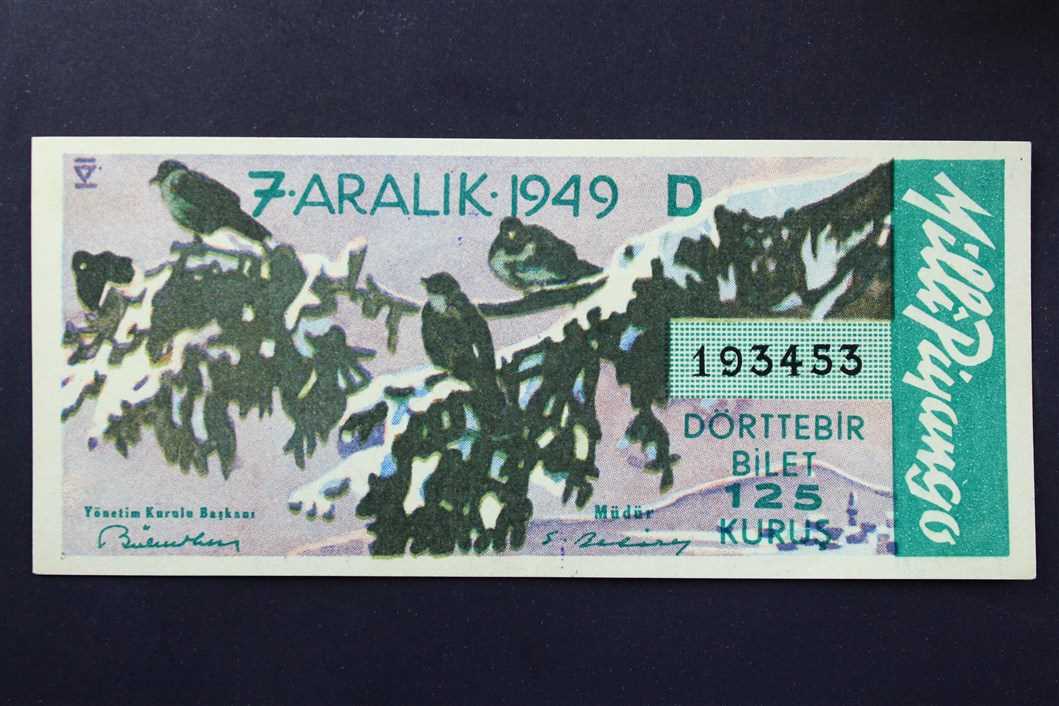 7·ARALIK·1949 D
193453
DÖRTTEBİR
BİLET
125
KURUŞ
Yönetim Kurulu Başkanı
Müdür
Millî Piyango